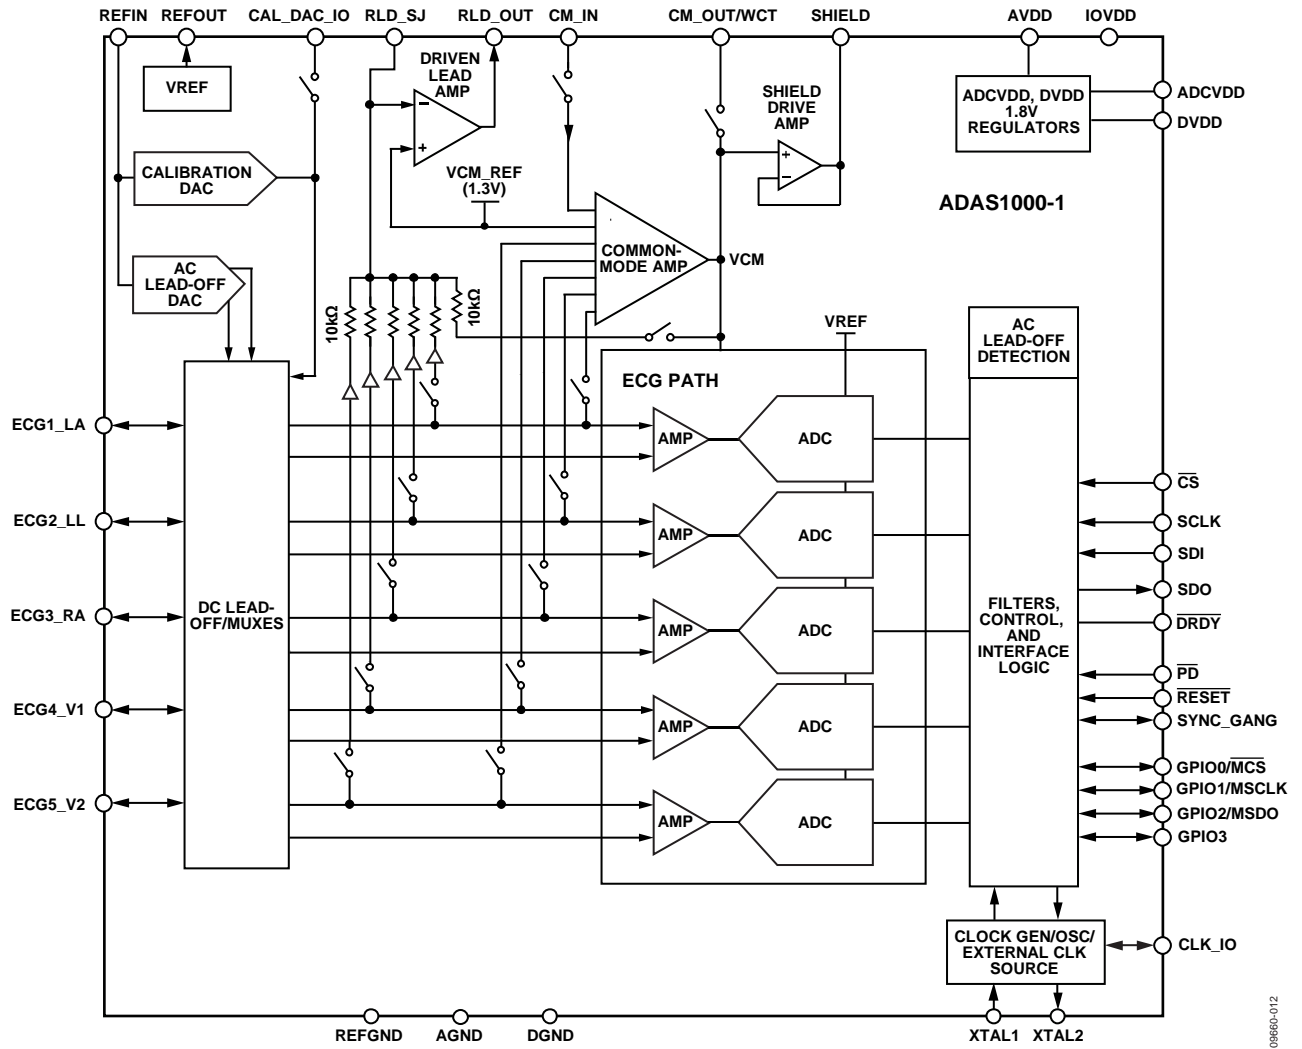 REFIN REFOUT CAL_DAC_IO RLD_SJ RLD_OUT CM_IN CM_OUT/WCT SHIELD AVDD IOVDD
DRIVEN
LEAD
AMP
VREF
SHIELD
DRIVE
AMP
ADCVDD, DVDD
1.8V
REGULATORS
ADCVDD
DVDD
CALIBRATION
DAC
VCM_REF
(1.3V)
ADAS1000-1
AC
LEAD-OFF
DAC
COMMON-
MODE AMP
VCM
10kΩ
10kΩ
VREF
AC
LEAD-OFF
DETECTION
ECG PATH
ECG1_LA
AMP
ADC
CS
ECG2_LL
AMP
ADC
SCLK
SDI
SDO
ECG3_RA
DC LEAD-
OFF/MUXES
AMP
ADC
FILTERS,
CONTROL,
AND
INTERFACE
LOGIC
DRDY
PD
RESET
ECG4_V1
AMP
ADC
SYNC_GANG
GPIO0/MCS
GPIO1/MSCLK
ECG5_V2
AMP
ADC
GPIO2/MSDO
GPIO3
CLOCK GEN/OSC/
EXTERNAL CLK
SOURCE
CLK_IO
REFGND AGND DGND XTAL1 XTAL2
09660-012